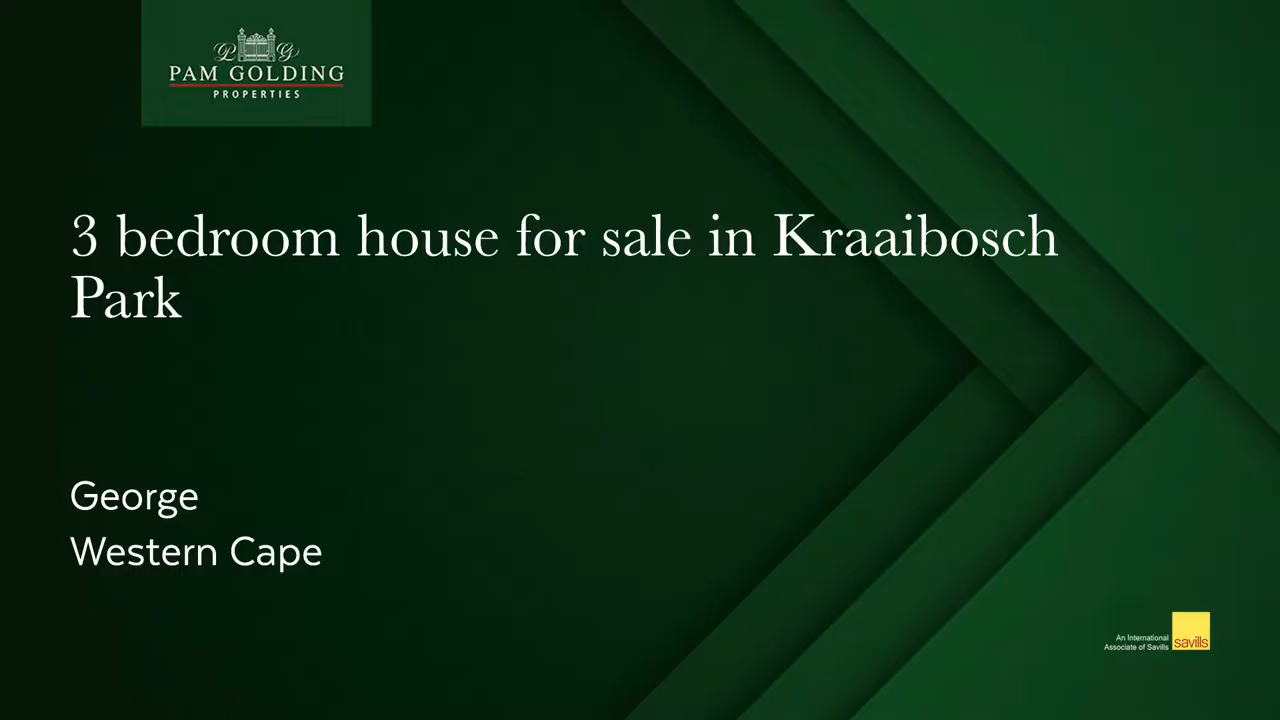 P G
PAM GOLDING
PROPERTIES
3 bedroom house for sale in Kraaibosch
Park
George
Western Cape
An International
Associate of Savills
savills